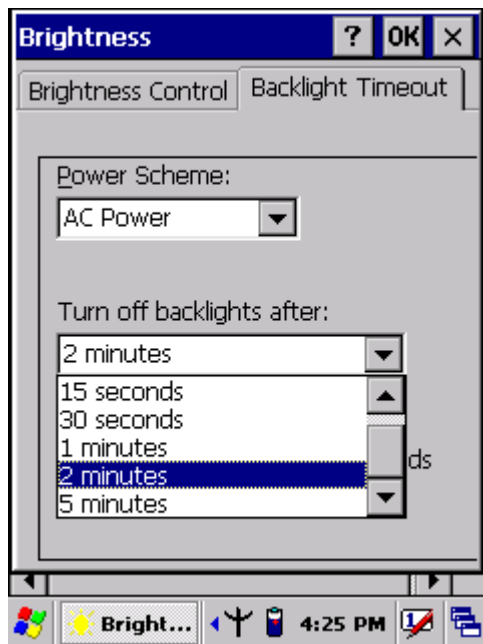 Brightness ? OK ×
Brightness Control Backlight Timeout
Power Scheme:
AC Power
Turn off backlights after:
2 minutes
15 seconds
30 seconds
1 minutes
ds
2 minutes
5 minutes
Bright... 4:25 PM 1